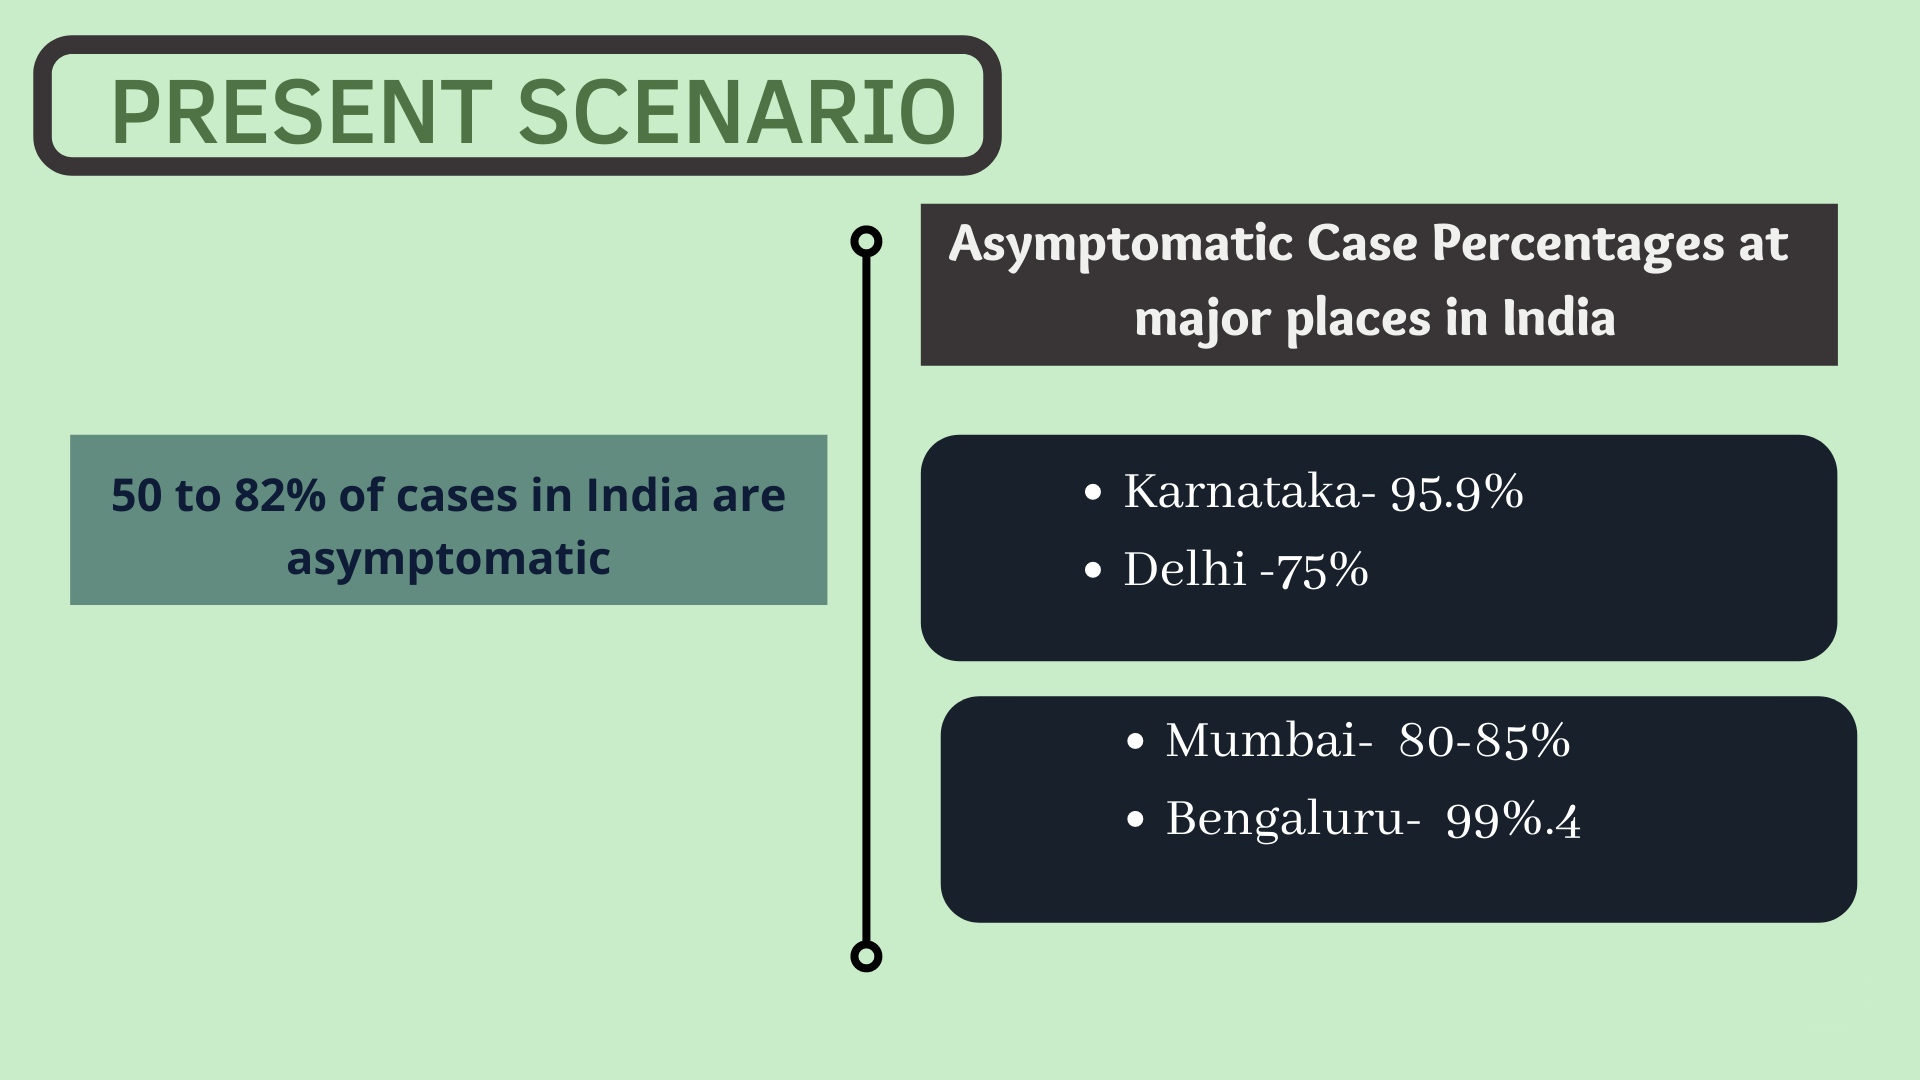 PRESENT SCENARIO
Asymptomatic Case Percentages at
major places in India
50 to 82% of cases in India are
asymptomatic
• Karnataka- 95.9%
• Delhi -75%
• Mumbai-  80-85%
• Bengaluru-  99%.4